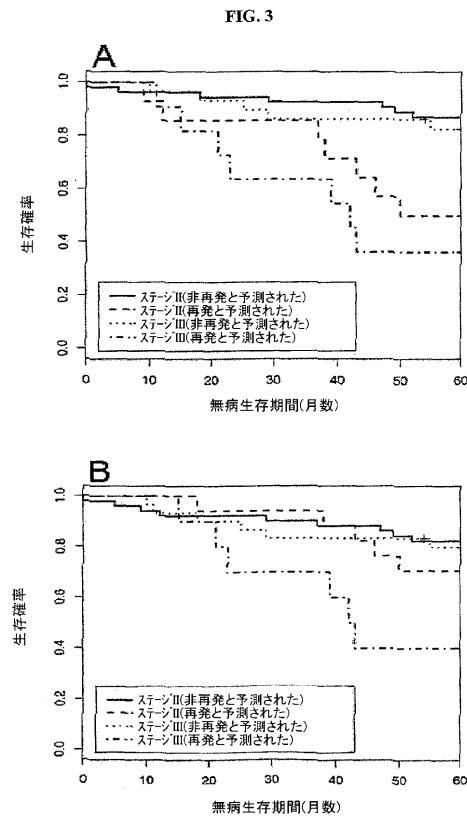 FIG. 3
A
生存確率
1.0
0.8
0.6
0.4
0.2
0.0
ステージII(非再発と予測された)
ステージII(再発と予測された)
ステージIII(非再発と予測された)
ステージIII(再発と予測された)
0 10 20 30 40 50 60
無病生存期間(月数)
B
生存確率
1.0
0.8
0.6
0.4
0.2
0.0
ステージII(非再発と予測された)
ステージII(再発と予測された)
ステージIII(非再発と予測された)
ステージIII(再発と予測された)
0 10 20 30 40 50 60
無病生存期間(月数)